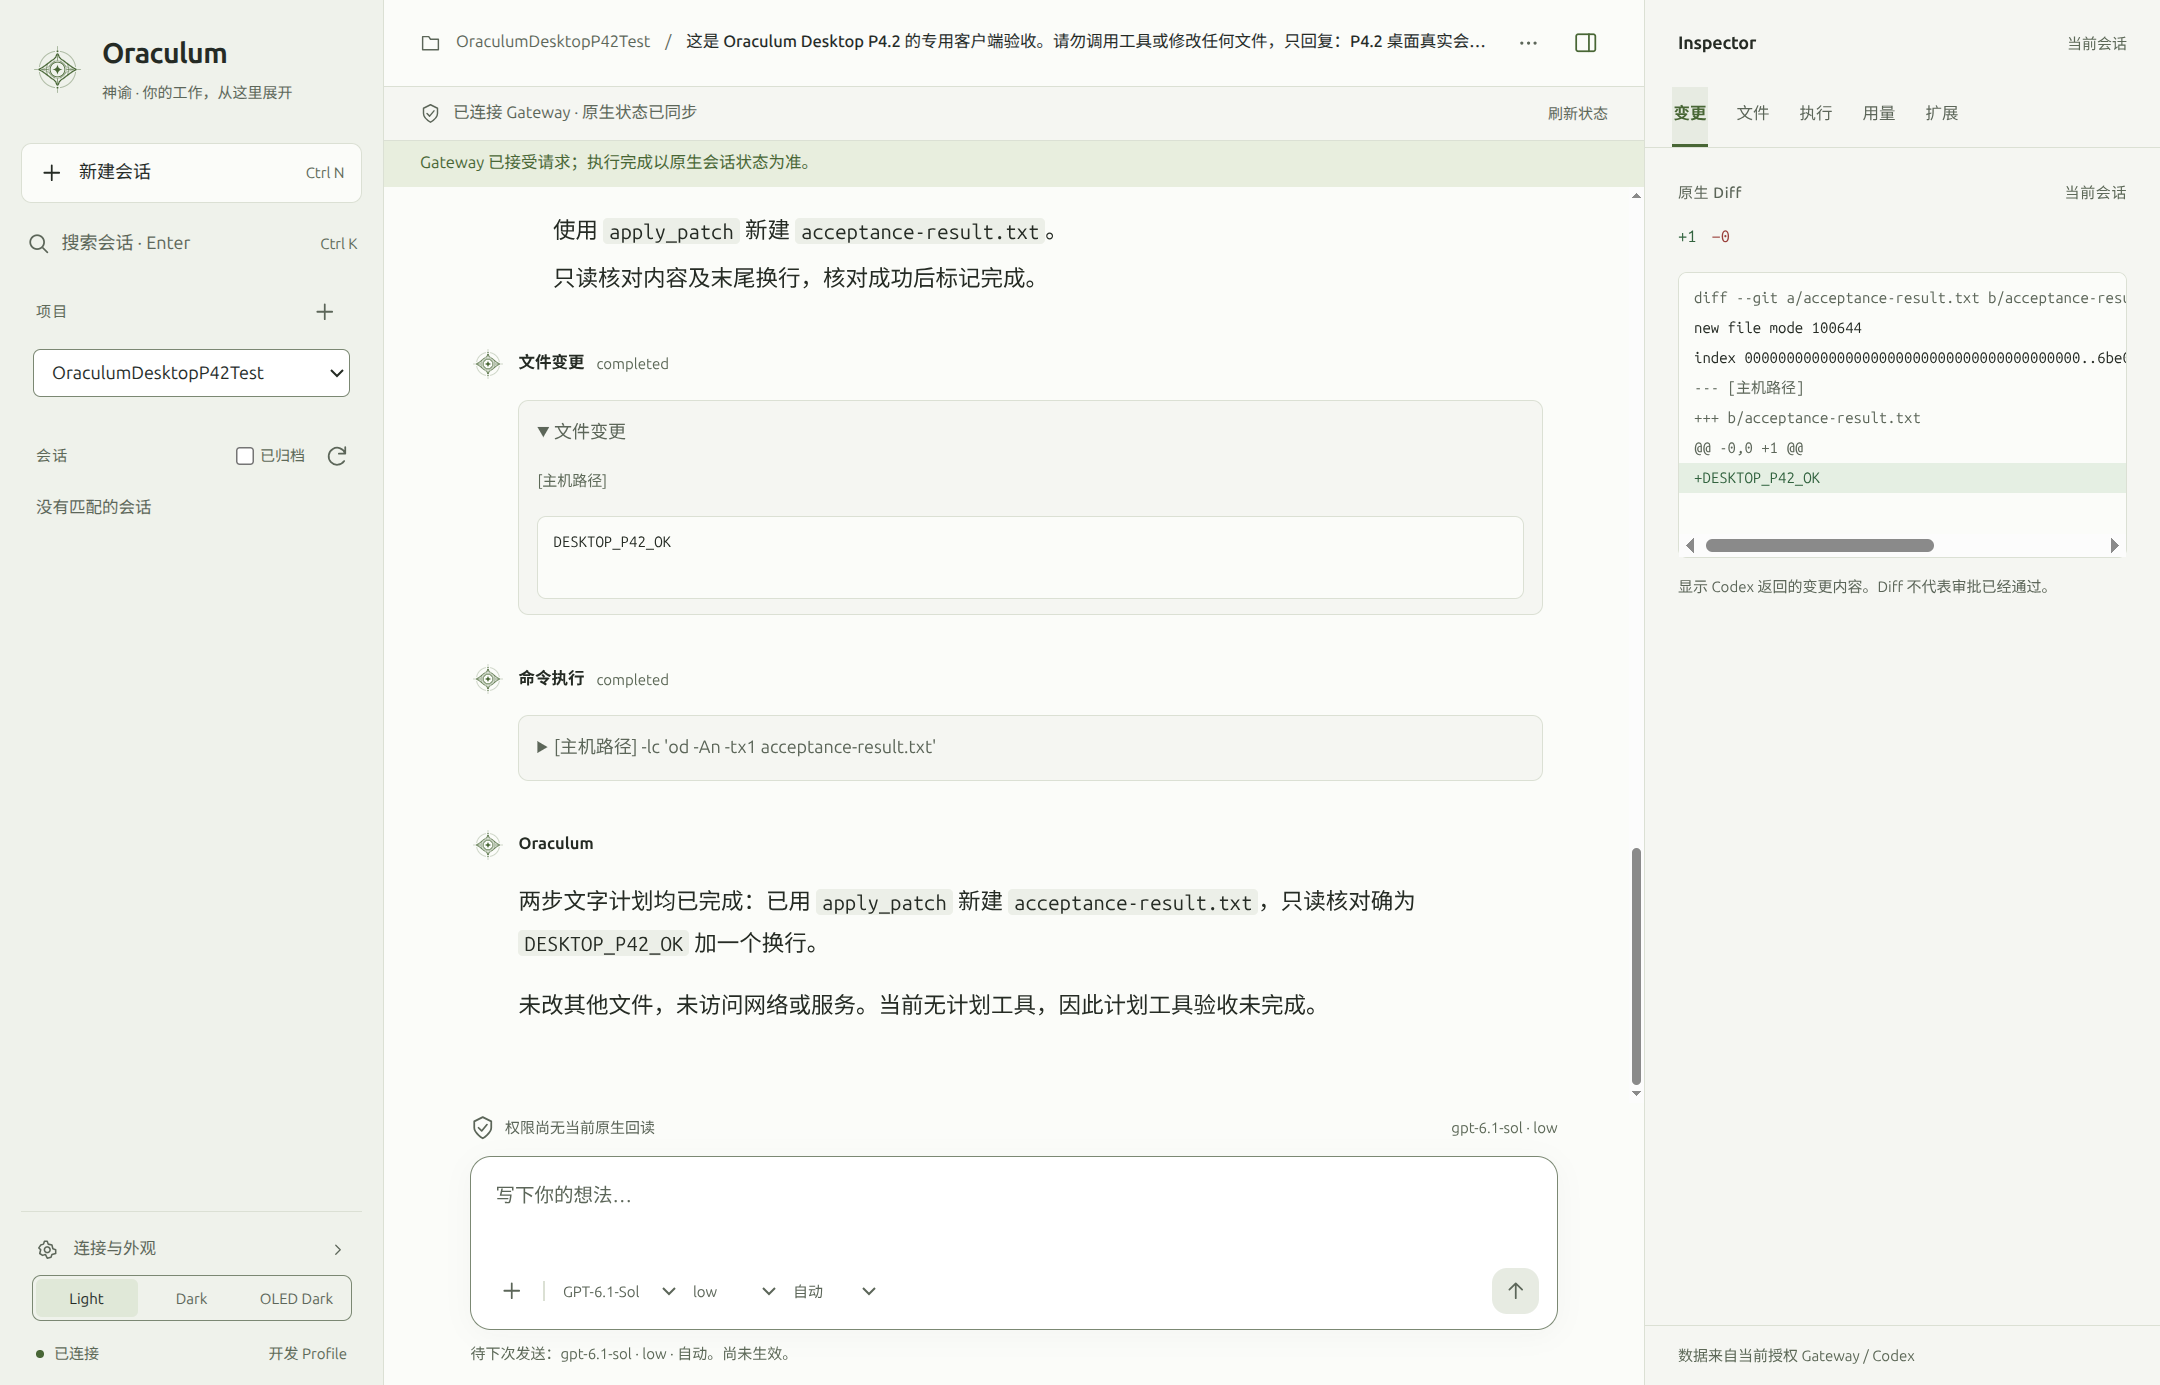 Oraculum
神谕 · 你的工作，从这里展开
新建会话 Ctrl N
搜索会话 · Enter Ctrl K
项目
OraculumDesktopP42Test
会话 已归档
没有匹配的会话
连接与外观
Light Dark OLED Dark
已连接 开发 Profile
OraculumDesktopP42Test / 这是 Oraculum Desktop P4.2 的专用客户端验收。请勿调用工具或修改任何文件，只回复：P4.2 桌面真实会…
已连接 Gateway · 原生状态已同步 刷新状态
Gateway 已接受请求；执行完成以原生会话状态为准。
使用 apply_patch 新建 acceptance-result.txt。
只读核对内容及末尾换行，核对成功后标记完成。
文件变更 completed
文件变更
[主机路径]
DESKTOP_P42_OK
命令执行 completed
[主机路径] -lc 'od -An -tx1 acceptance-result.txt'
Oraculum
两步文字计划均已完成：已用 apply_patch 新建 acceptance-result.txt，只读核对确为
DESKTOP_P42_OK 加一个换行。
未改其他文件，未访问网络或服务。当前无计划工具，因此计划工具验收未完成。
权限尚无当前原生回读 gpt-6.1-sol · low
写下你的想法…
GPT-6.1-Sol low 自动
待下次发送：gpt-6.1-sol · low · 自动。尚未生效。
Inspector 当前会话
变更 文件 执行 用量 扩展
原生 Diff 当前会话
+1 −0
diff --git a/acceptance-result.txt b/acceptance-resu
new file mode 100644
index 0000000000000000000000000000000000000000..6be0
--- [主机路径]
+++ b/acceptance-result.txt
@@ -0,0 +1 @@
+DESKTOP_P42_OK
显示 Codex 返回的变更内容。Diff 不代表审批已经通过。
数据来自当前授权 Gateway / Codex